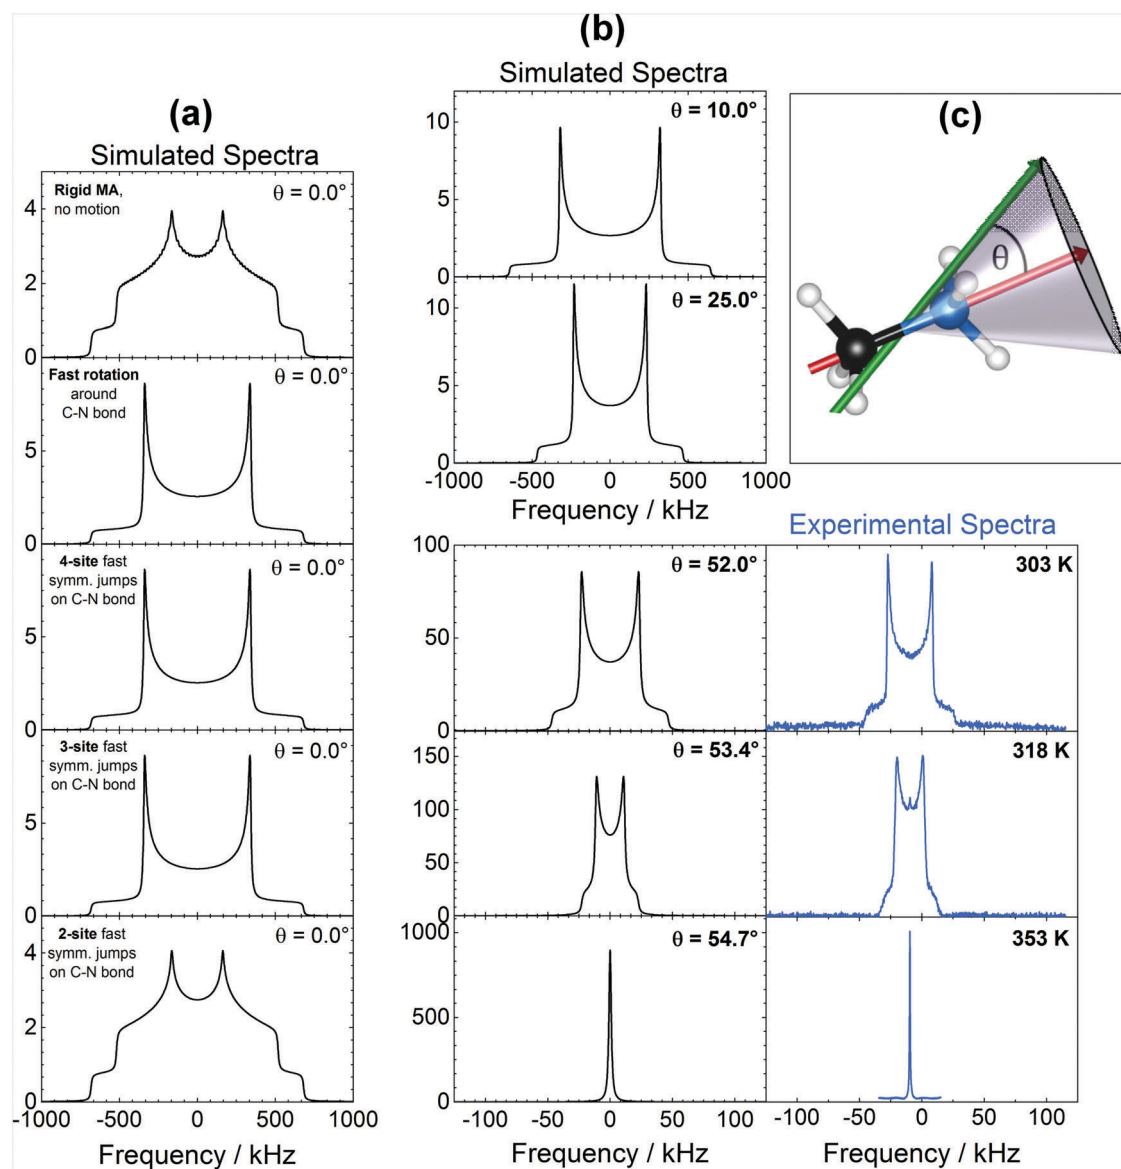 (a)
Simulated Spectra
Rigid MA,
no motion
θ = 0.0°
4
2
0
Fast rotation
around
C-N bond
θ = 0.0°
5
0
4-site fast
symm. jumps
on C-N bond
θ = 0.0°
5
0
3-site fast
symm. jumps
on C-N bond
θ = 0.0°
5
0
2-site fast
symm. jumps
on C-N bond
θ = 0.0°
4
2
0
-1000 -500 0 500 1000
Frequency / kHz
(b)
Simulated Spectra
θ = 10.0°
10
5
0
θ = 25.0°
10
5
0
-1000 -500 0 500 1000
Frequency / kHz
(c)
θ
Experimental Spectra
θ = 52.0°
100
50
0
303 K
θ = 53.4°
150
100
50
0
318 K
θ = 54.7°
1000
500
0
353 K
-100 -50 0 50 100
Frequency / kHz
-100 -50 0 50 100
Frequency / kHz